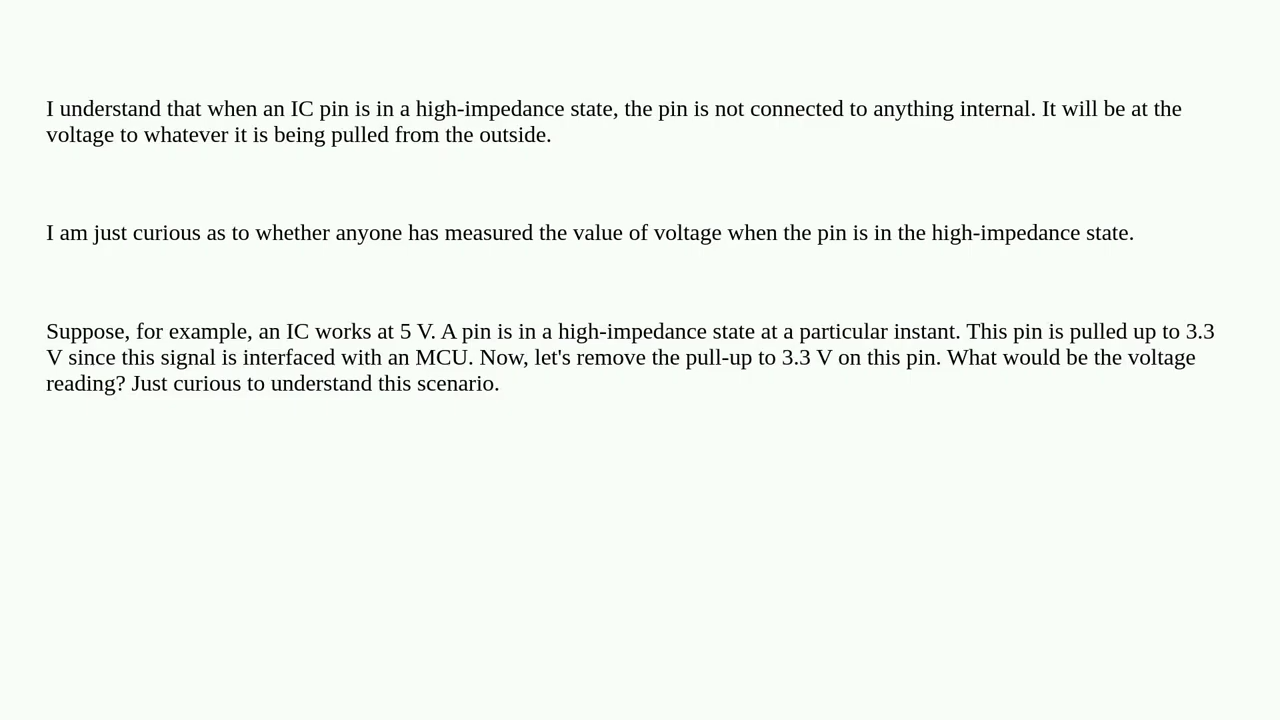 I understand that when an IC pin is in a high-impedance state, the pin is not connected to anything internal. It will be at the
voltage to whatever it is being pulled from the outside.
I am just curious as to whether anyone has measured the value of voltage when the pin is in the high-impedance state.
Suppose, for example, an IC works at 5 V. A pin is in a high-impedance state at a particular instant. This pin is pulled up to 3.3
V since this signal is interfaced with an MCU. Now, let's remove the pull-up to 3.3 V on this pin. What would be the voltage
reading? Just curious to understand this scenario.